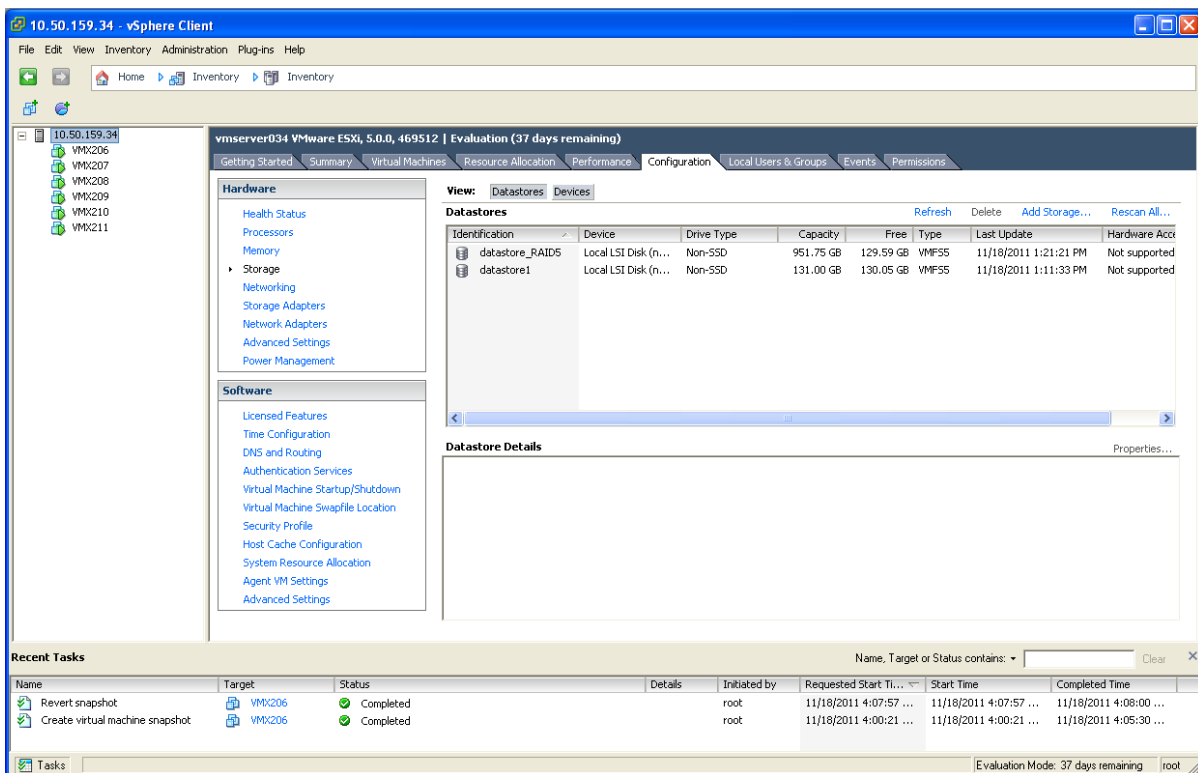 10.50.159.34 - vSphere Client
File Edit View Inventory Administration Plug-ins Help
Home Inventory Inventory
10.50.159.34
VMX206
VMX207
VMX208
VMX209
VMX210
VMX211
vmserver034 VMware ESXi, 5.0.0, 469512 | Evaluation (37 days remaining)
Getting Started Summary Virtual Machines Resource Allocation Performance Configuration Local Users & Groups Events Permissions
Hardware
Health Status
Processors
Memory
Storage
Networking
Storage Adapters
Network Adapters
Advanced Settings
Power Management
Software
Licensed Features
Time Configuration
DNS and Routing
Authentication Services
Virtual Machine Startup/Shutdown
Virtual Machine Swapfile Location
Security Profile
Host Cache Configuration
System Resource Allocation
Agent VM Settings
Advanced Settings
View: Datastores Devices
Datastores Refresh Delete Add Storage... Rescan All...
Identification Device Drive Type Capacity Free Type Last Update Hardware Acce
datastore_RAID5 Local LSI Disk (n... Non-SSD 951.75 GB 129.59 GB VMFS5 11/18/2011 1:21:21 PM Not supported
datastore1 Local LSI Disk (n... Non-SSD 131.00 GB 130.05 GB VMFS5 11/18/2011 1:11:33 PM Not supported
Datastore Details Properties...
Recent Tasks Name, Target or Status contains: Clear
Name Target Status Details Initiated by Requested Start Ti... Start Time Completed Time
Revert snapshot VMX206 Completed root 11/18/2011 4:07:57 ... 11/18/2011 4:07:57 ... 11/18/2011 4:08:00 ...
Create virtual machine snapshot VMX206 Completed root 11/18/2011 4:00:21 ... 11/18/2011 4:00:21 ... 11/18/2011 4:05:30 ...
Tasks Evaluation Mode: 37 days remaining root